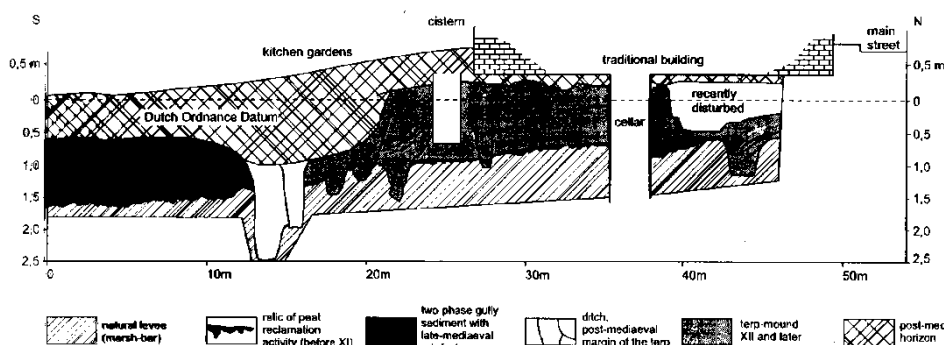 S
N
cistern
main
street
kitchen gardens
traditional building
0,5 m
0,5 m
0
0
recently
disturbed
Dutch Ordnance Datum
cellar
0,5
0,5
1,0
1,0
1,5
1,5
2,0
2,0
2,5
2,5
0
10m
20m
30m
40m
50m
natural levee
(marsh-bar)
relic of peat
reclamation
activity (before XI)
two phase gully
sediment with
late-mediaeval
ditch,
post-mediaeval
margin of the terp
terp-mound
XII and later
post-med
horizon